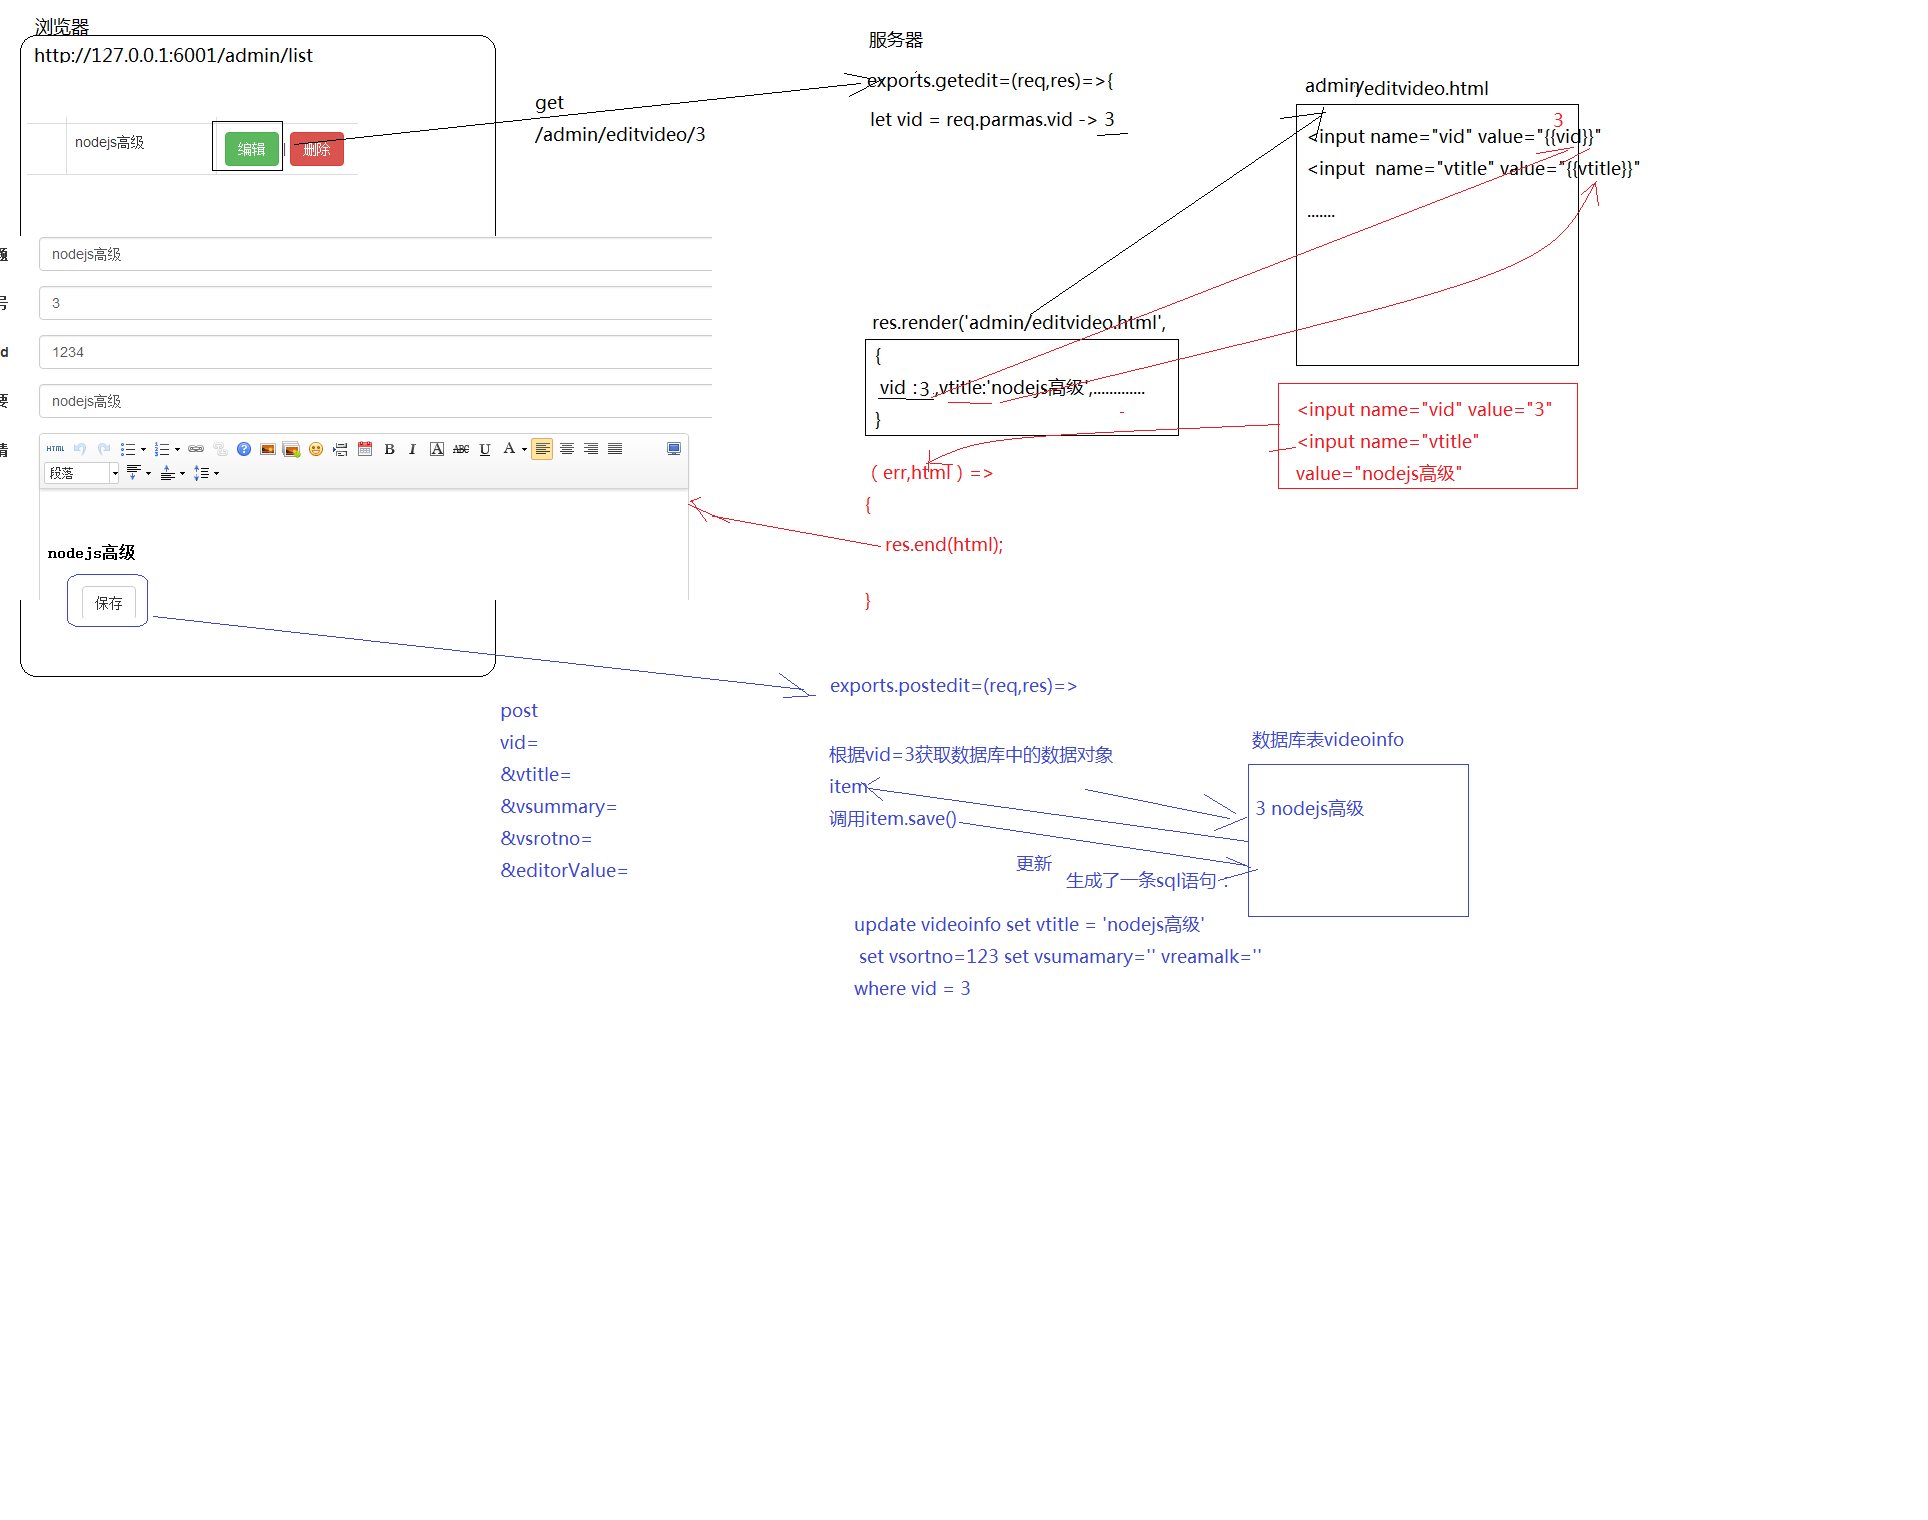 浏览器
http://127.0.0.1:6001/admin/list
nodejs高级
编辑
删除
get
/admin/editvideo/3
服务器
exports.getedit=(req,res)=>{
let vid = req.parmas.vid -> 3
admin/editvideo.html
3
<input name="vid" value="{{vid}}"
<input  name="vtitle" value="{{vtitle}}"
.......
题
nodejs高级
号
3
d
1234
要
nodejs高级
情
HTML
段落
nodejs高级
保存
res.render('admin/editvideo.html',
{
vid :3 ,vtitle:'nodejs高级',.............
}
<input name="vid" value="3"
<input name="vtitle"
value="nodejs高级"
( err,html ) =>
{
res.end(html);
}
exports.postedit=(req,res)=>
post
vid=
&vtitle=
&vsummary=
&vsrotno=
&editorValue=
根据vid=3获取数据库中的数据对象
item
调用item.save()
数据库表videoinfo
3 nodejs高级
更新
生成了一条sql语句 .
update videoinfo set vtitle = 'nodejs高级'
set vsortno=123 set vsumamary='' vreamalk=''
where vid = 3